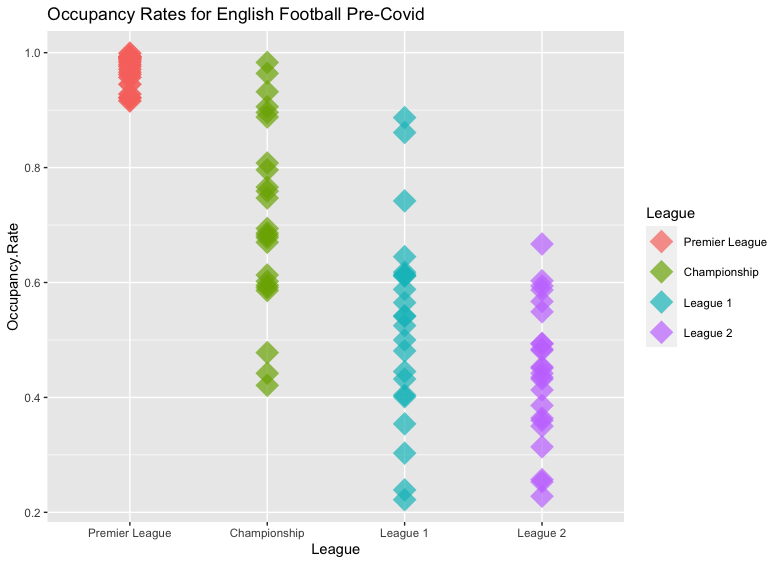 Occupancy Rates for English Football Pre-Covid
Occupancy.Rate
1.0
0.8
0.6
0.4
0.2
Premier League
Championship
League 1
League 2
League
League
Premier League
Championship
League 1
League 2